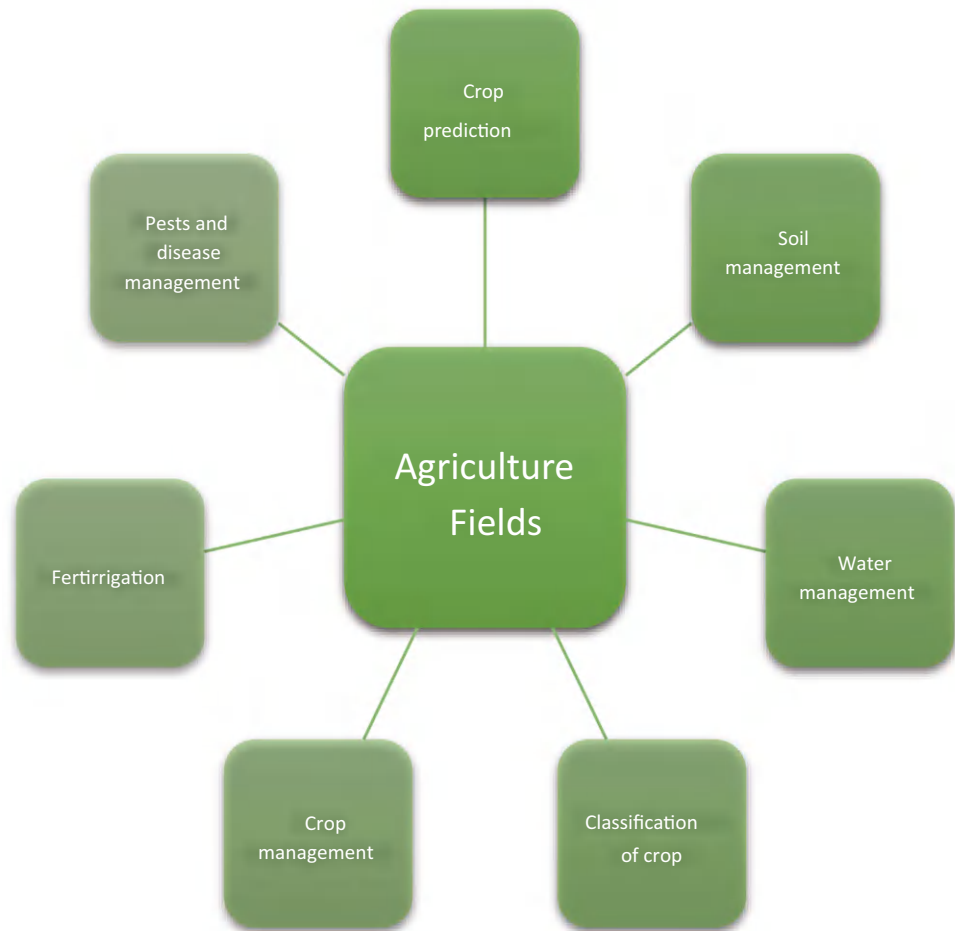 Crop
prediction
Pests and
disease
management
Soil
management
Agriculture
Fields
Fertirrigation
Water
management
Crop
management
Classification
of crop